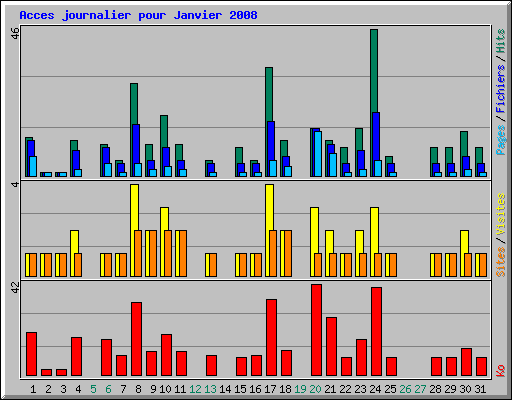 Acces journalier pour Janvier 2008
46
Pages/Fichiers/Hits
4
Sites/Visites
42
Ko
1 2 3 4 5 6 7 8 9 10 11 12 13 14 15 16 17 18 19 20 21 22 23 24 25 26 27 28 29 30 31